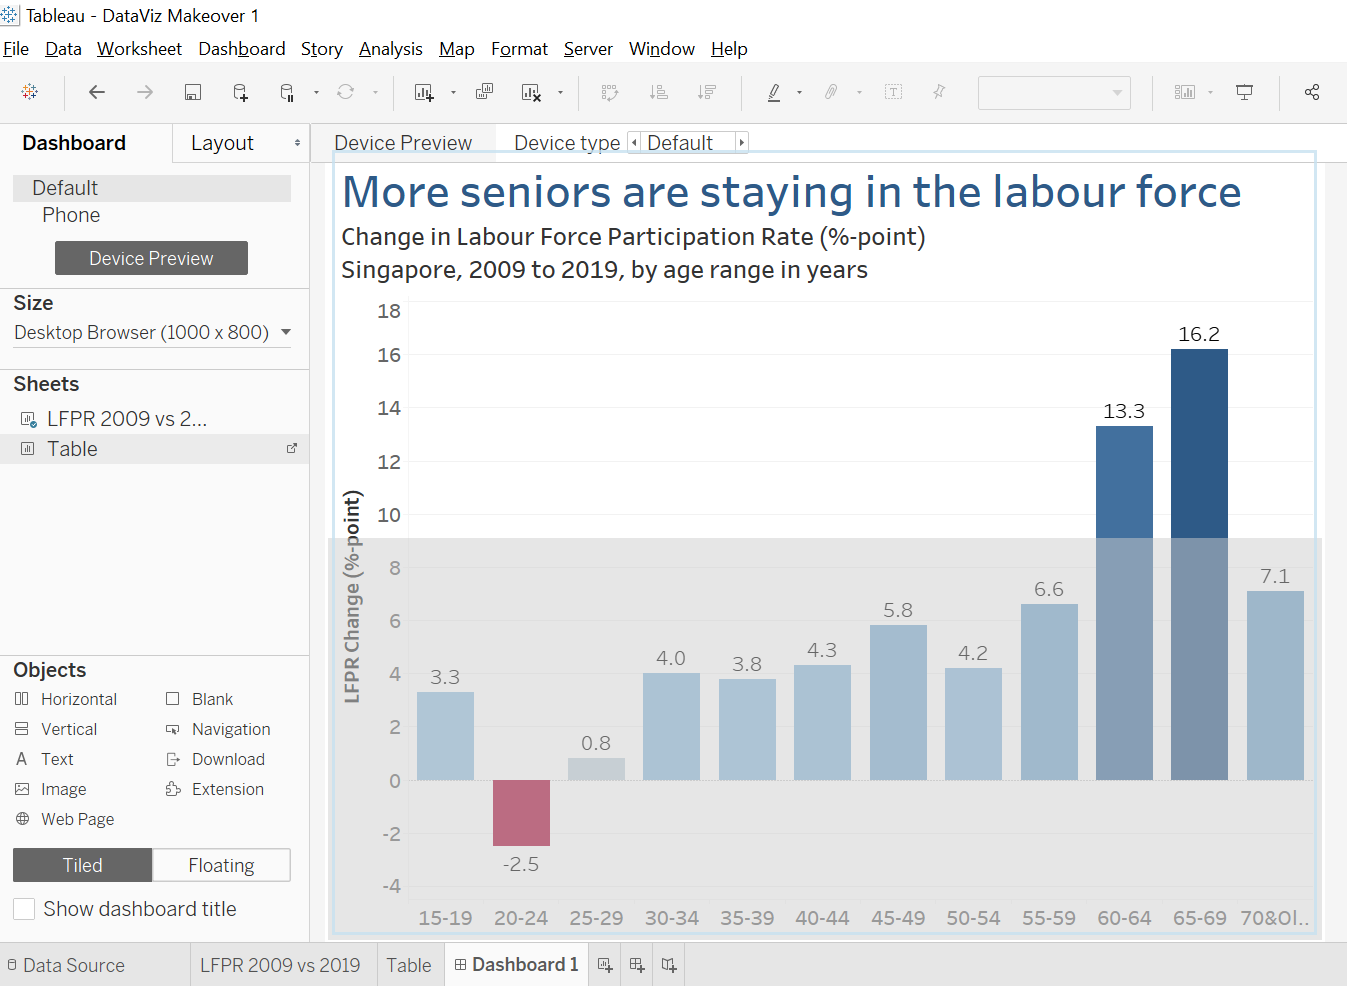 Tableau - DataViz Makeover 1
File Data Worksheet Dashboard Story Analysis Map Format Server Window Help
Dashboard Layout Device Preview Device type Default
Default
Phone
Device Preview
Size
Desktop Browser (1000 x 800)
Sheets
LFPR 2009 vs 2...
Table
Objects
Horizontal Blank
Vertical Navigation
A Text Download
Image Extension
Web Page
Tiled Floating
Show dashboard title
More seniors are staying in the labour force
Change in Labour Force Participation Rate (%-point)
Singapore, 2009 to 2019, by age range in years
LFPR Change (%-point)
18
16
14
12
10
8
6
4
2
0
-2
-4
3.3
-2.5
0.8
4.0
3.8
4.3
5.8
4.2
6.6
13.3
16.2
7.1
15-19 20-24 25-29 30-34 35-39 40-44 45-49 50-54 55-59 60-64 65-69 70&Ol..
Data Source LFPR 2009 vs 2019 Table Dashboard 1